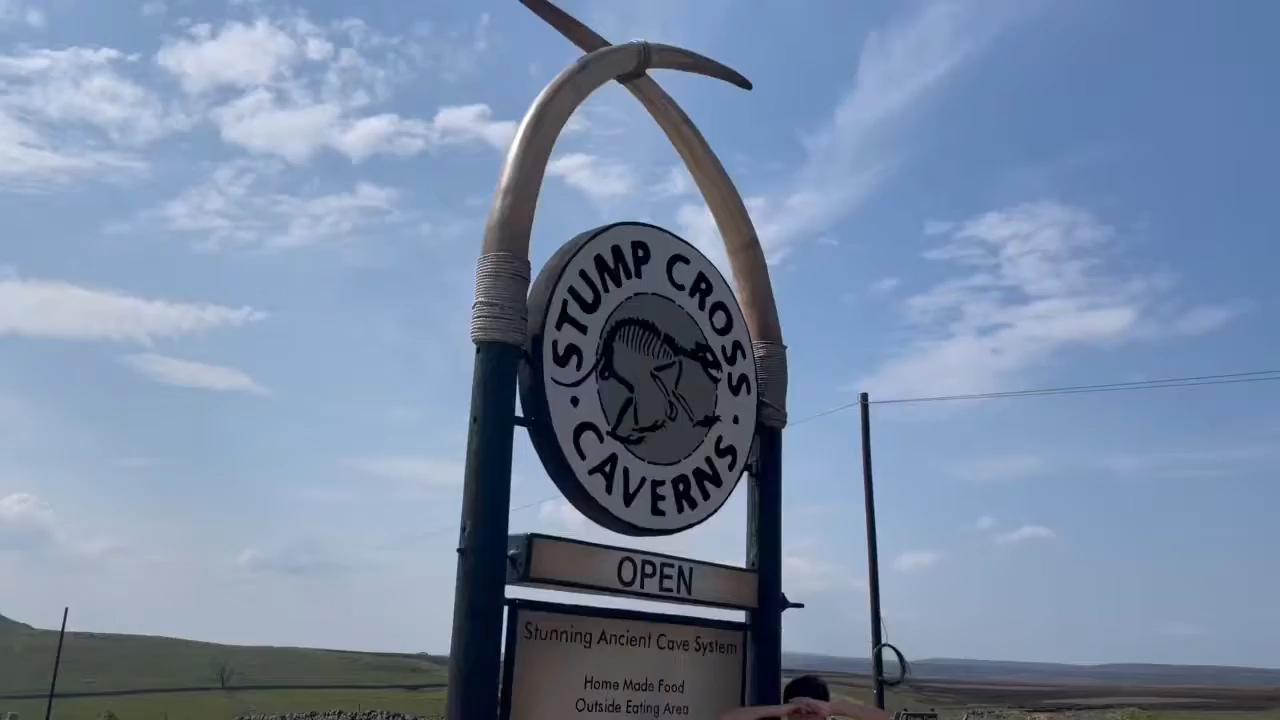 STUMP CROSS
CAVERNS
OPEN
Stunning Ancient Cave System
Home Made Food
Outside Eating Area